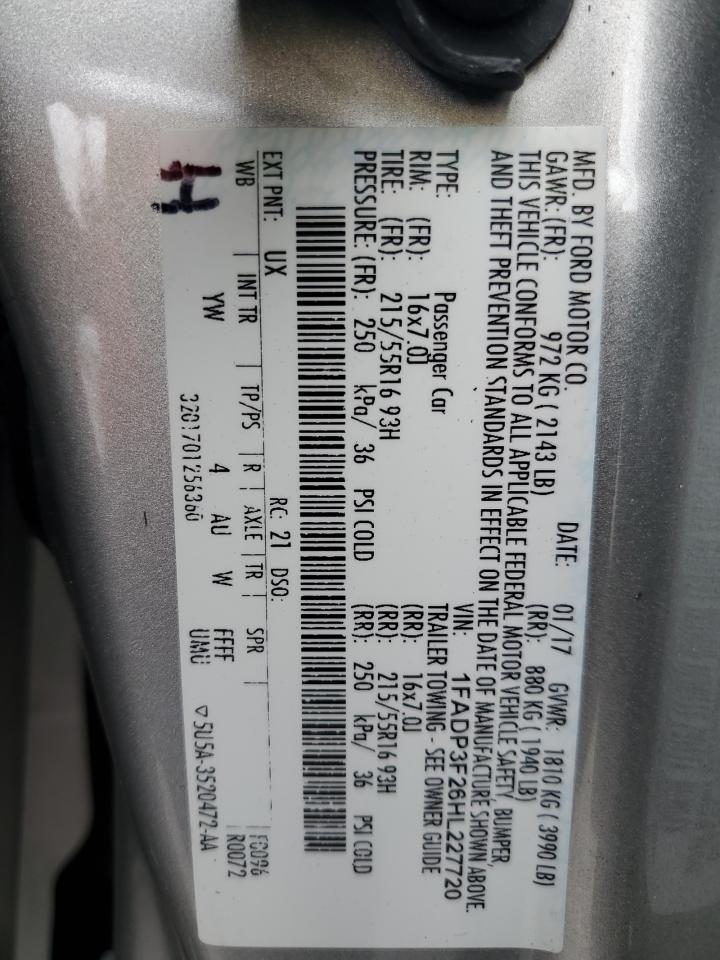 MFD. BY FORD MOTOR CO.
DATE: 01/17 GVWR: 1810 KG ( 3990 LB)
GAWR: (FR): 972 KG ( 2143 LB) (RR): 880 KG ( 1940 LB)
THIS VEHICLE CONFORMS TO ALL APPLICABLE FEDERAL MOTOR VEHICLE SAFETY, BUMPER,
AND THEFT PREVENTION STANDARDS IN EFFECT ON THE DATE OF MANUFACTURE SHOWN ABOVE.
VIN: 1FADP3F26HL227720
TYPE: Passenger Car TRAILER TOWING - SEE OWNER GUIDE
RIM: (FR): 16x7.0J (RR): 16x7.0J
TIRE: (FR): 215/55R16 93H (RR): 215/55R16 93H
PRESSURE: (FR): 250 kPa/ 36 PSI COLD (RR): 250 kPa/ 36 PSI COLD
EXT PNT: UX RC: 21 DSO: F0096
WB INT TR TP/PS R AXLE TR SPR R0072
H YW 4 AU W FFFF
UMU ▽5U5A-3520472-AA